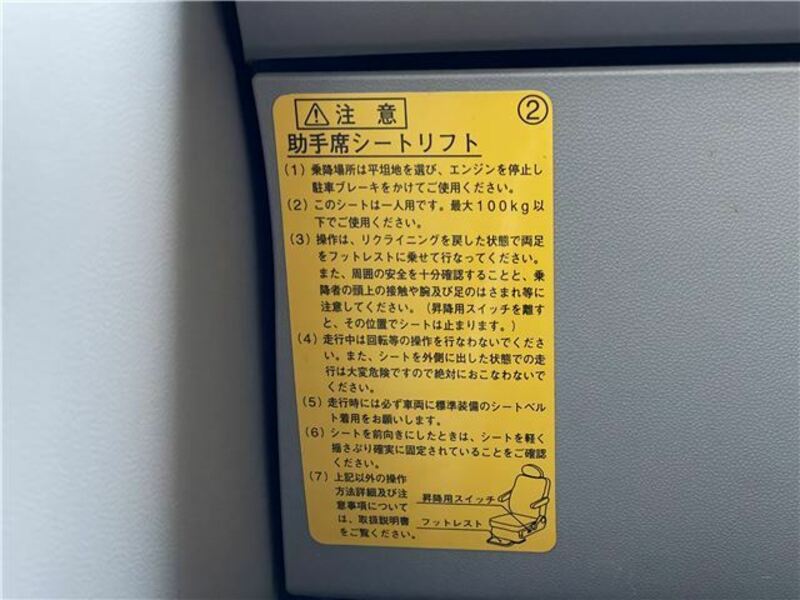 ⚠注 意 ②
助手席シートリフト
(1) 乗降場所は平坦地を選び、エンジンを停止し
駐車ブレーキをかけてご使用ください。
(2) このシートは一人用です。最大100kg以
下でご使用ください。
(3) 操作は、リクライニングを戻した状態で両足
をフットレストに乗せて行なってください。
また、周囲の安全を十分確認することと、乗
降者の頭上の接触や腕及び足のはさまれ等に
注意してください。(昇降用スイッチを離す
と、その位置でシートは止まります。)
(4) 走行中は回転等の操作を行なわないでくださ
い。また、シートを外側に出した状態での走
行は大変危険ですので絶対におこなわないで
ください。
(5) 走行時には必ず車両に標準装備のシートベル
ト着用をお願いします。
(6) シートを前向きにしたときは、シートを軽く
揺さぶり確実に固定されていることをご確認
ください。
(7) 上記以外の操作
方法詳細及び注
意事項について
は、取扱説明書
をご覧ください。
昇降用スイッチ
フットレスト